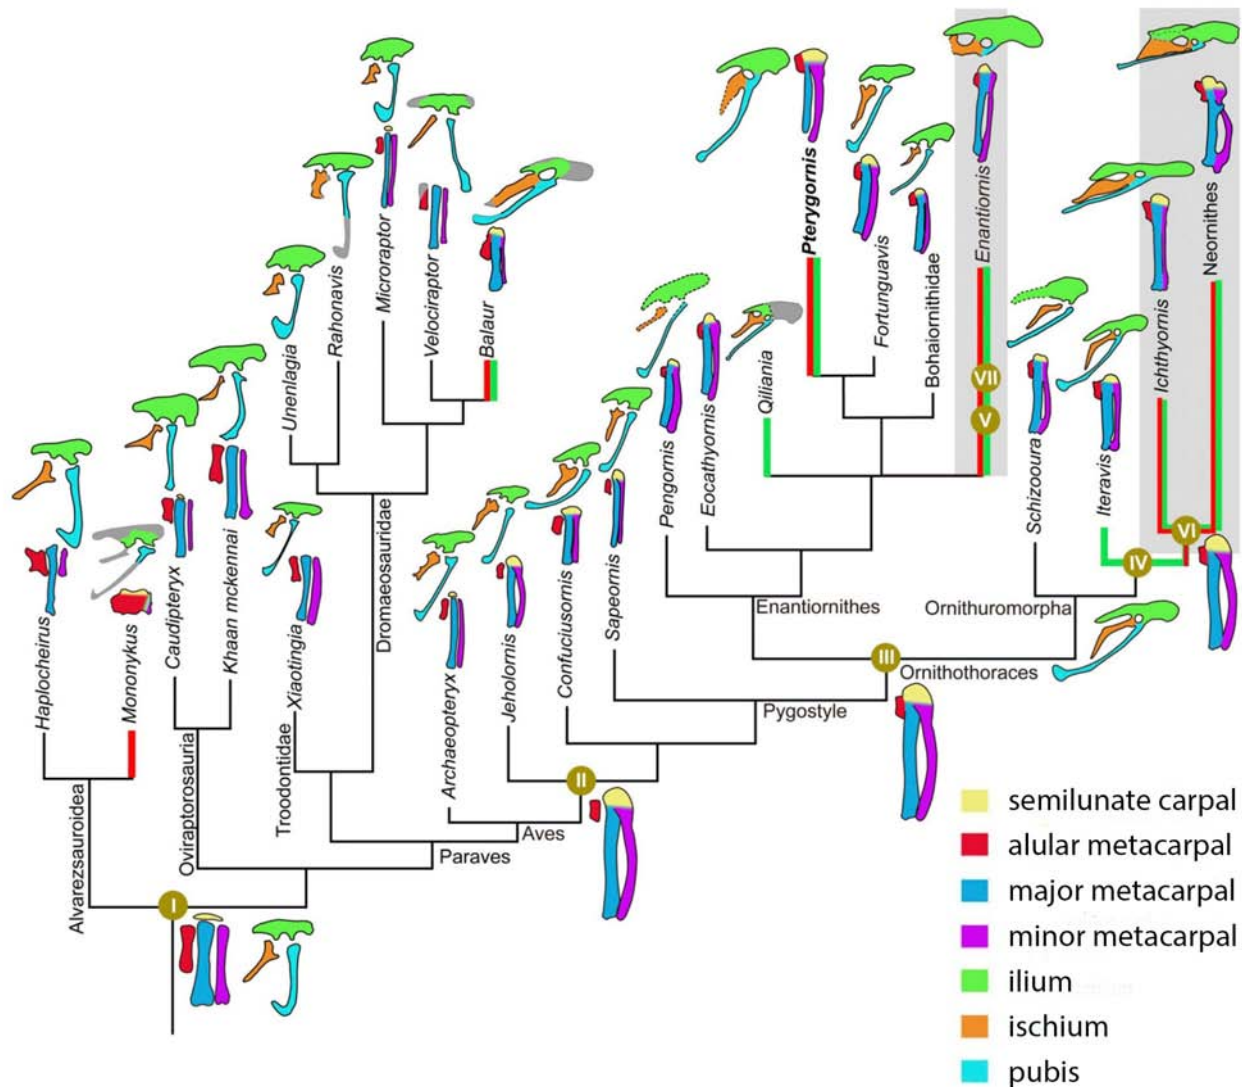 Haplocheirus
Mononykus
Alvarezsauroidea
Caudipteryx
Khaan mckennai
Oviraptorosauria
Xiaotingia
Troodontidae
Unenlagia
Rahonavis
Microraptor
Velociraptor
Balaur
Dromaeosauridae
Paraves
Archaeopteryx
Aves
Jeholornis
Confuciusornis
Sapeornis
Pygostyle
Pengornis
Eocathyornis
Qiliania
Pterygornis
Fortunguavis
Bohaiornithidae
Enantiornis
Enantiornithes
Schizooura
Iteravis
Ichthyornis
Neornithes
Ornithuromorpha
Ornithothoraces
I
II
III
IV
V
VI
VII
semilunate carpal
alular metacarpal
major metacarpal
minor metacarpal
ilium
ischium
pubis